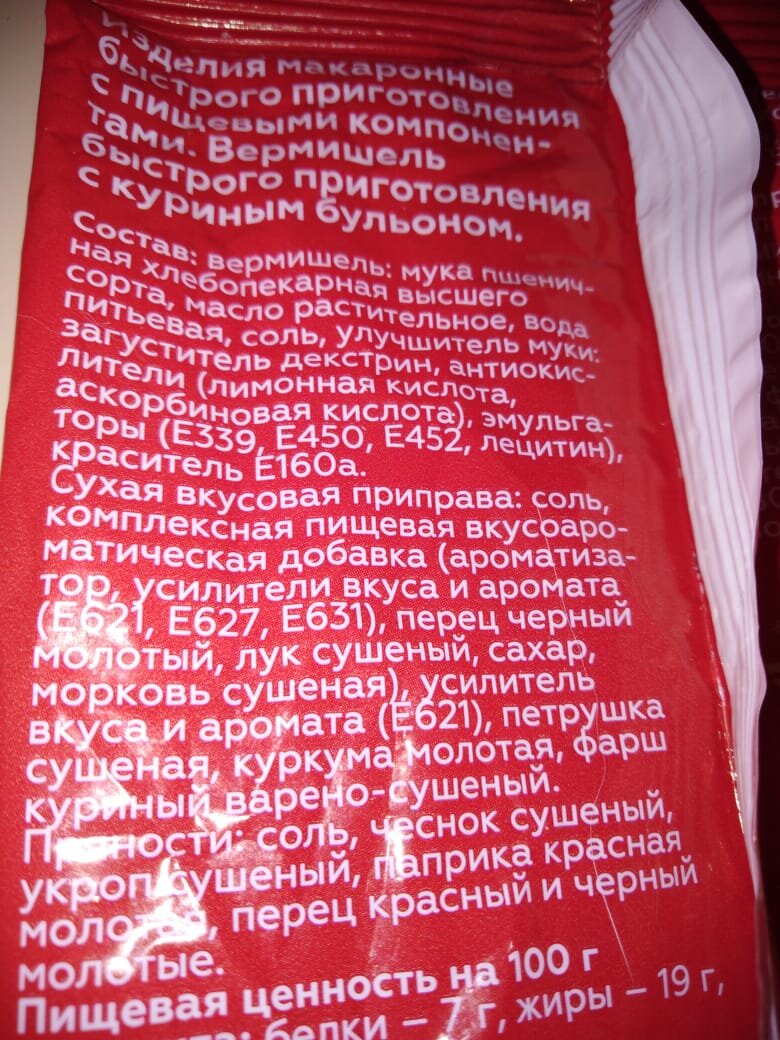 изделия макаронные
быстрого приготовления
с пищевыми компонен-
тами. Вермишель
быстрого приготовления
с куриным бульоном.
Состав: вермишель: мука пшенич-
ная хлебопекарная высшего
сорта, масло растительное, вода
питьевая, соль, улучшитель муки:
загуститель декстрин, антиокис-
лители (лимонная кислота,
аскорбиновая кислота), эмульга-
торы (Е339, Е450, Е452, лецитин),
краситель Е160а.
Сухая вкусовая приправа: соль,
комплексная пищевая вкусоаро-
матическая добавка (ароматиза-
тор, усилители вкуса и аромата
(Е621, Е627, Е631), перец черный
молотый, лук сушеный, сахар,
морковь сушеная), усилитель
вкуса и аромата (Е621), петрушка
сушеная, куркума молотая, фарш
куриный варено-сушеный.
Пряности: соль, чеснок сушеный,
укроп сушеный, паприка красная
молотая, перец красный и черный
молотые.
Пищевая ценность на 100 г
белки – 7 г, жиры – 19 г,